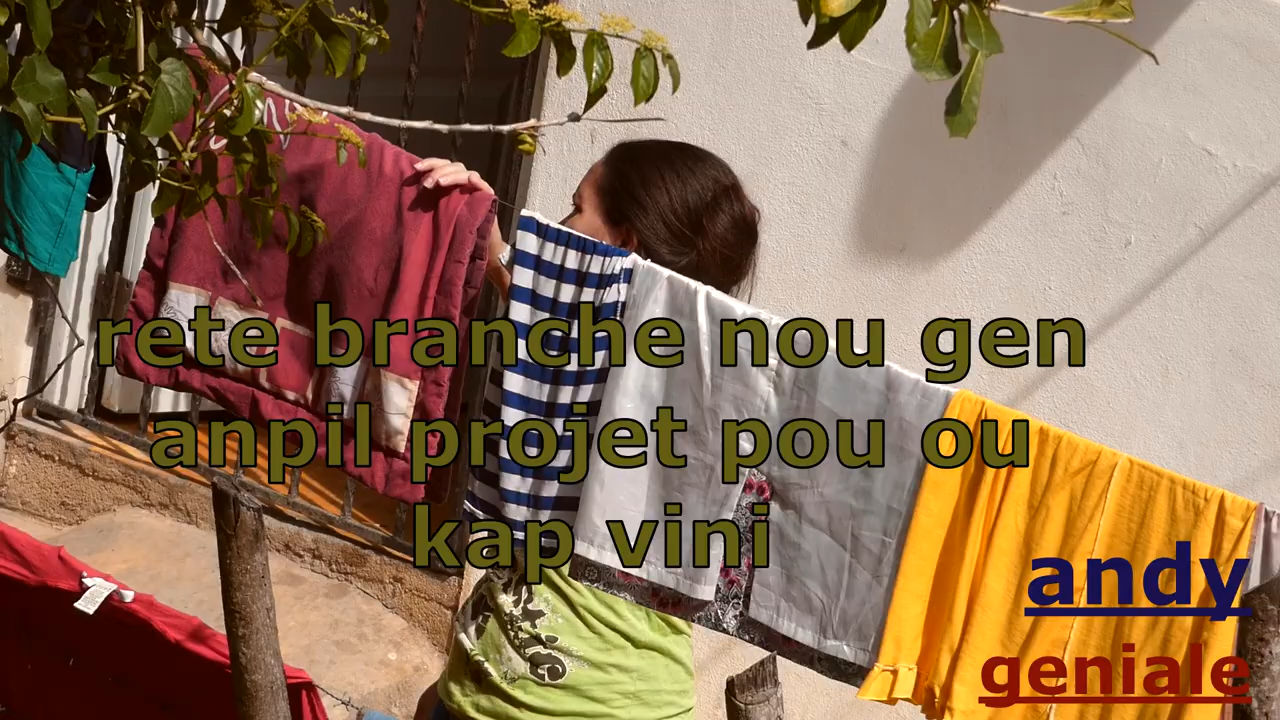 rete branche nou gen
anpil projet pou ou
kap vini
andy
geniale